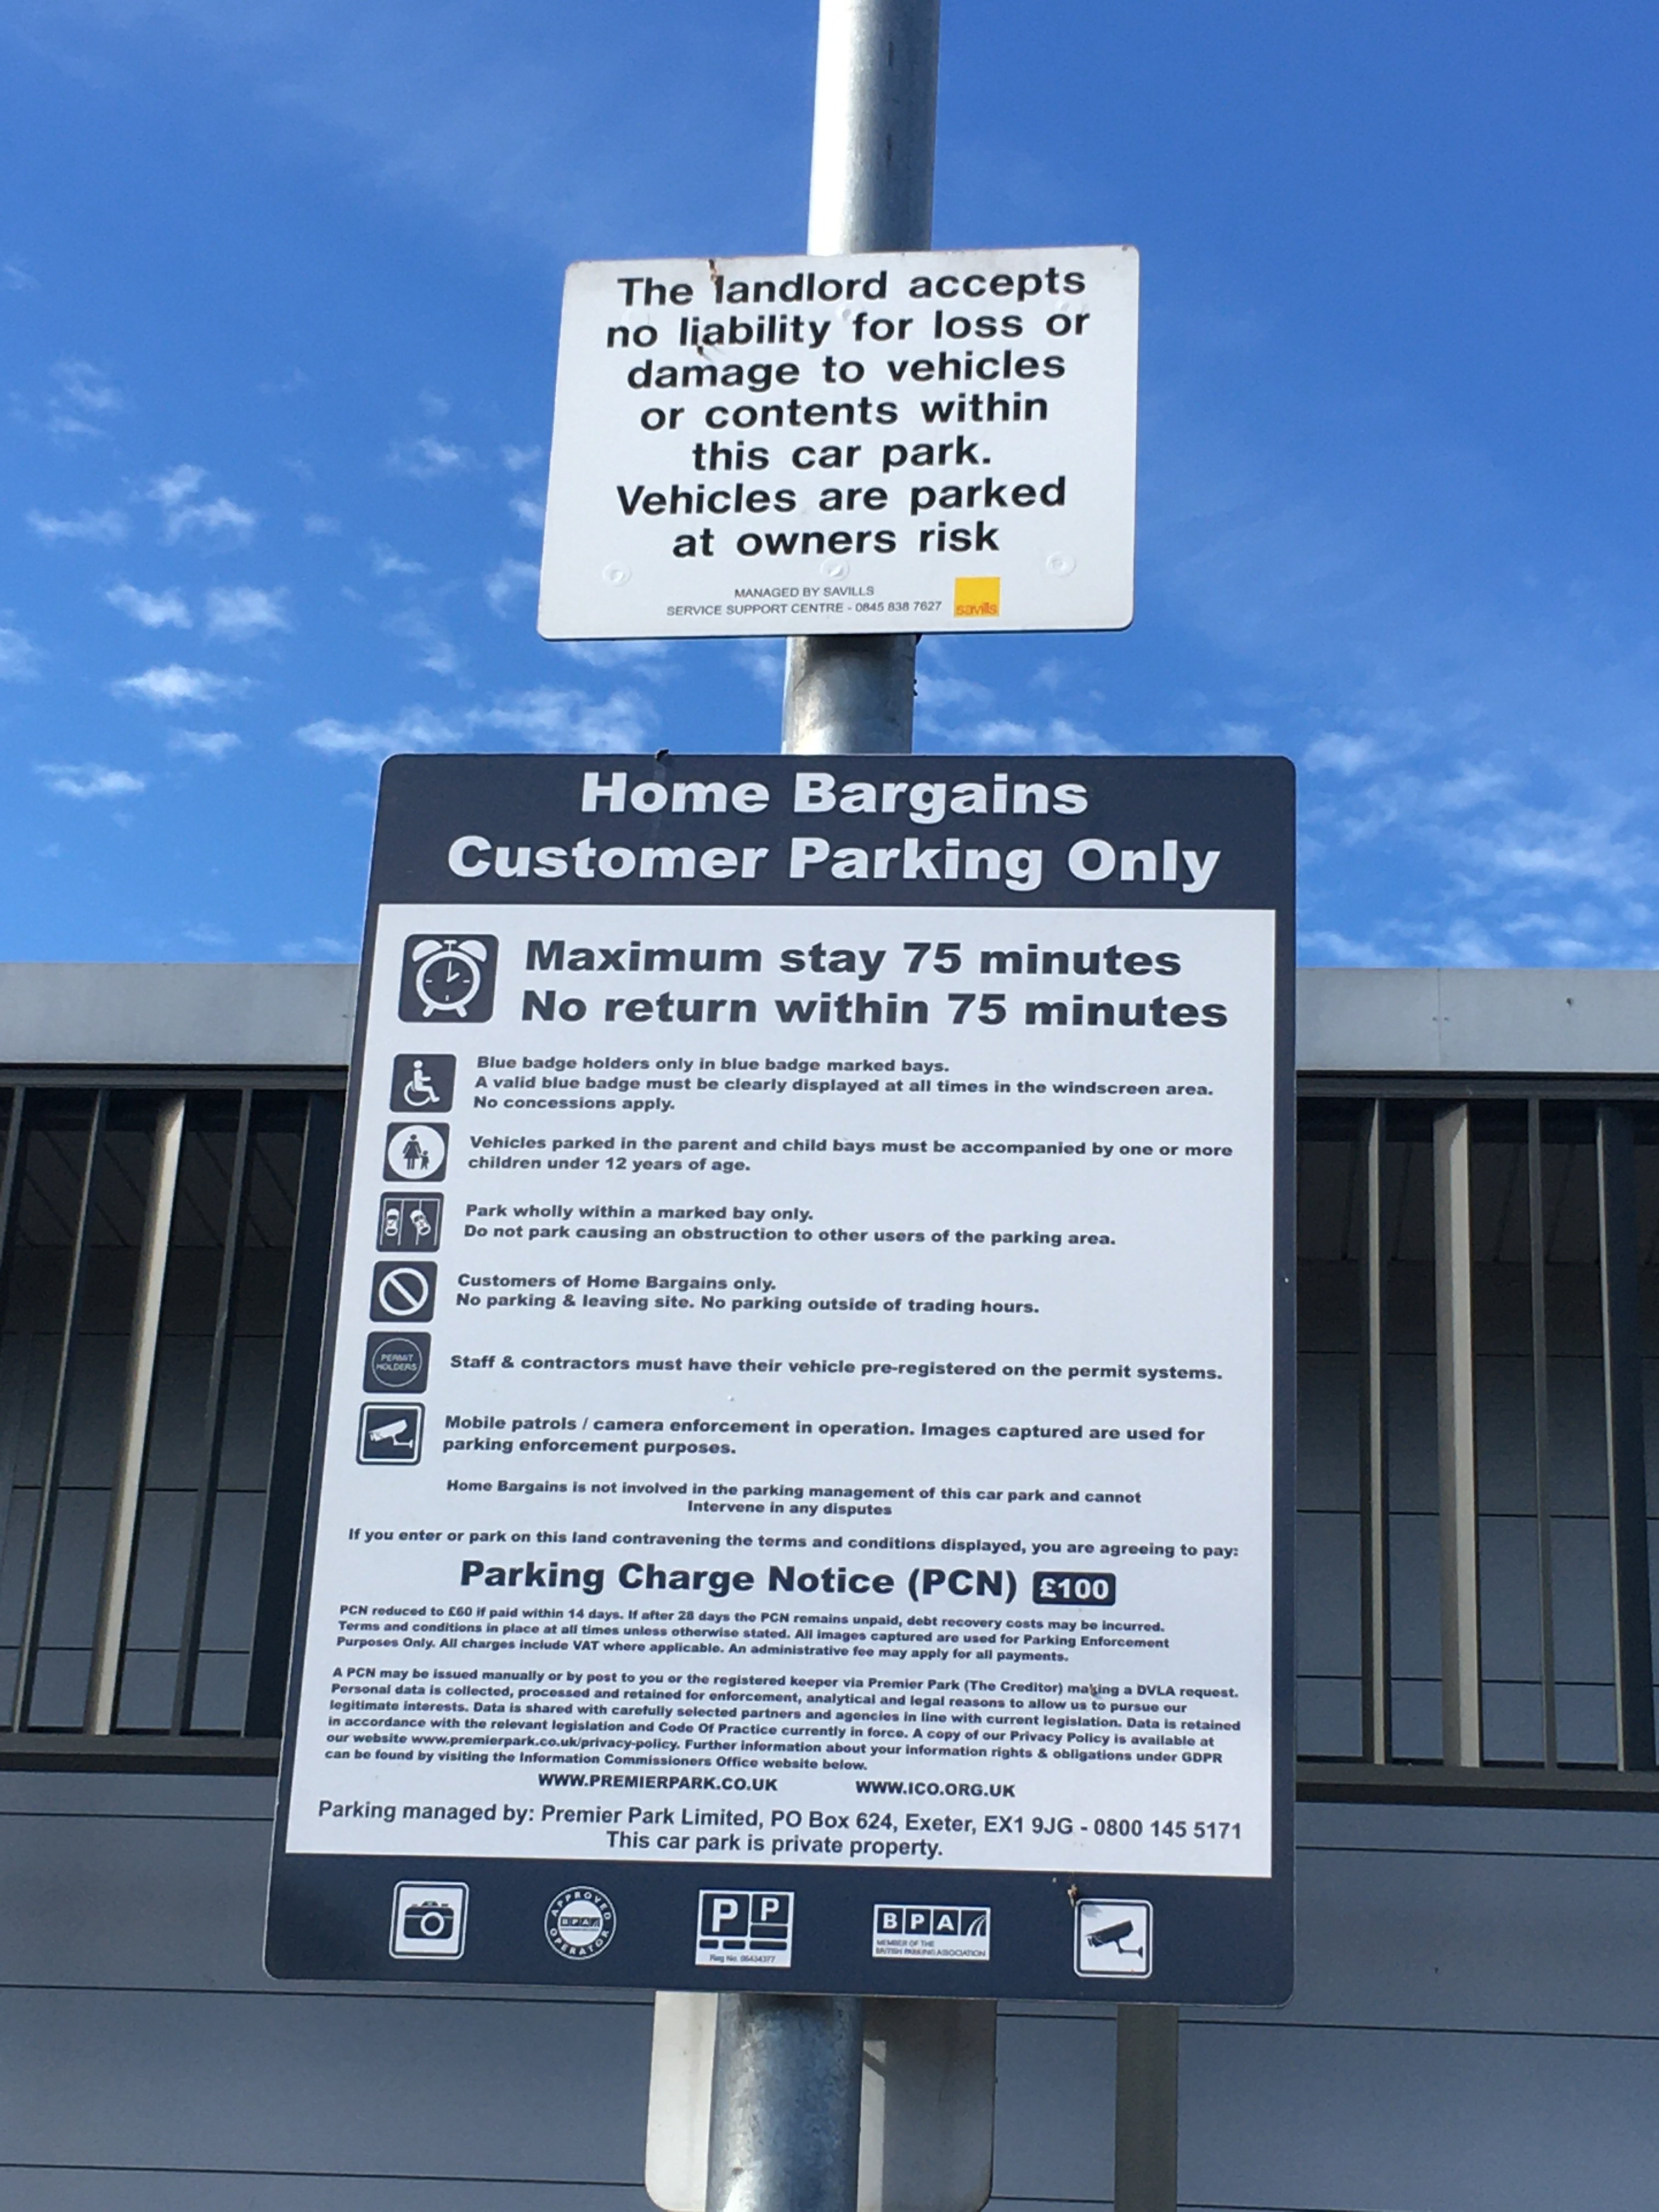 The landlord accepts
no liability for loss or
damage to vehicles
or contents within
this car park.
Vehicles are parked
at owners risk
MANAGED BY SAVILLS
SERVICE SUPPORT CENTRE - 0845 838 7627
savills
Home Bargains
Customer Parking Only
Maximum stay 75 minutes
No return within 75 minutes
Blue badge holders only in blue badge marked bays.
A valid blue badge must be clearly displayed at all times in the windscreen area.
No concessions apply.
Vehicles parked in the parent and child bays must be accompanied by one or more
children under 12 years of age.
Park wholly within a marked bay only.
Do not park causing an obstruction to other users of the parking area.
Customers of Home Bargains only.
No parking & leaving site. No parking outside of trading hours.
PERMIT
HOLDERS
Staff & contractors must have their vehicle pre-registered on the permit systems.
Mobile patrols / camera enforcement in operation. Images captured are used for
parking enforcement purposes.
Home Bargains is not involved in the parking management of this car park and cannot
Intervene in any disputes
If you enter or park on this land contravening the terms and conditions displayed, you are agreeing to pay:
Parking Charge Notice (PCN) £100
PCN reduced to £60 if paid within 14 days. If after 28 days the PCN remains unpaid, debt recovery costs may be incurred.
Terms and conditions in place at all times unless otherwise stated. All images captured are used for Parking Enforcement
Purposes Only. All charges include VAT where applicable. An administrative fee may apply for all payments.
A PCN may be issued manually or by post to you or the registered keeper via Premier Park (The Creditor) making a DVLA request.
Personal data is collected, processed and retained for enforcement, analytical and legal reasons to allow us to pursue our
legitimate interests. Data is shared with carefully selected partners and agencies in line with current legislation. Data is retained
in accordance with the relevant legislation and Code Of Practice currently in force. A copy of our Privacy Policy is available at
our website www.premierpark.co.uk/privacy-policy. Further information about your information rights & obligations under GDPR
can be found by visiting the Information Commissioners Office website below.
WWW.PREMIERPARK.CO.UK WWW.ICO.ORG.UK
Parking managed by: Premier Park Limited, PO Box 624, Exeter, EX1 9JG - 0800 145 5171
This car park is private property.
APPROVED
BPA
OPERATOR
PP
Reg No.
BPA
MEMBER OF THE
BRITISH PARKING ASSOCIATION